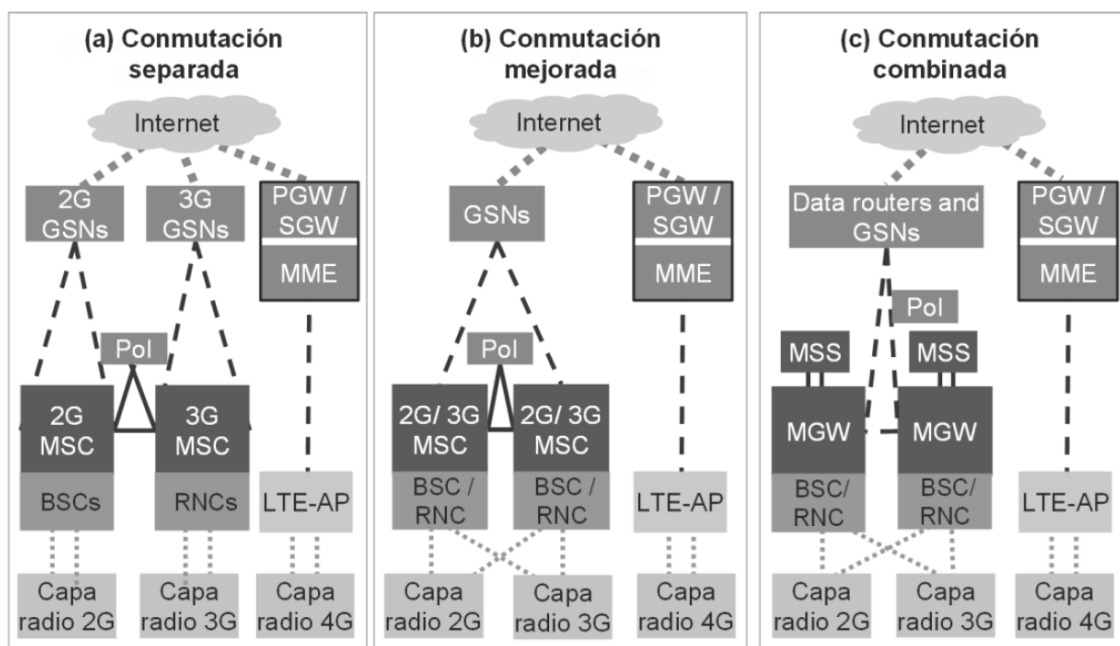 (a) Conmutación
separada
Internet
2G
GSNs
3G
GSNs
PGW /
SGW
MME
PoI
2G
MSC
3G
MSC
BSCs
RNCs
LTE-AP
Capa
radio 2G
Capa
radio 3G
Capa
radio 4G
(b) Conmutación
mejorada
Internet
GSNs
PGW /
SGW
MME
PoI
2G/ 3G
MSC
2G/ 3G
MSC
BSC /
RNC
BSC /
RNC
LTE-AP
Capa
radio 2G
Capa
radio 3G
Capa
radio 4G
(c) Conmutación
combinada
Internet
Data routers and
GSNs
PGW /
SGW
MME
PoI
MSS
MSS
MGW
MGW
BSC/
RNC
BSC/
RNC
LTE-AP
Capa
radio 2G
Capa
radio 3G
Capa
radio 4G